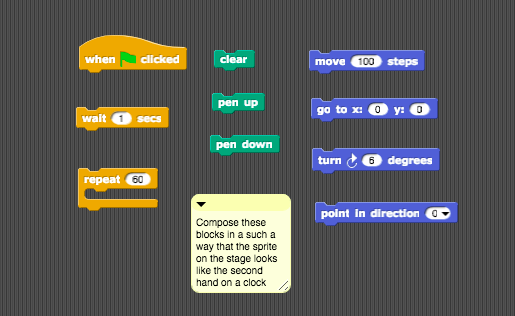 when clicked
clear
move 100 steps
wait 1 secs
pen up
go to x: 0 y: 0
pen down
turn 6 degrees
repeat 60
point in direction 0
Compose these
blocks in a such a
way that the sprite
on the stage looks
like the second
hand on a clock